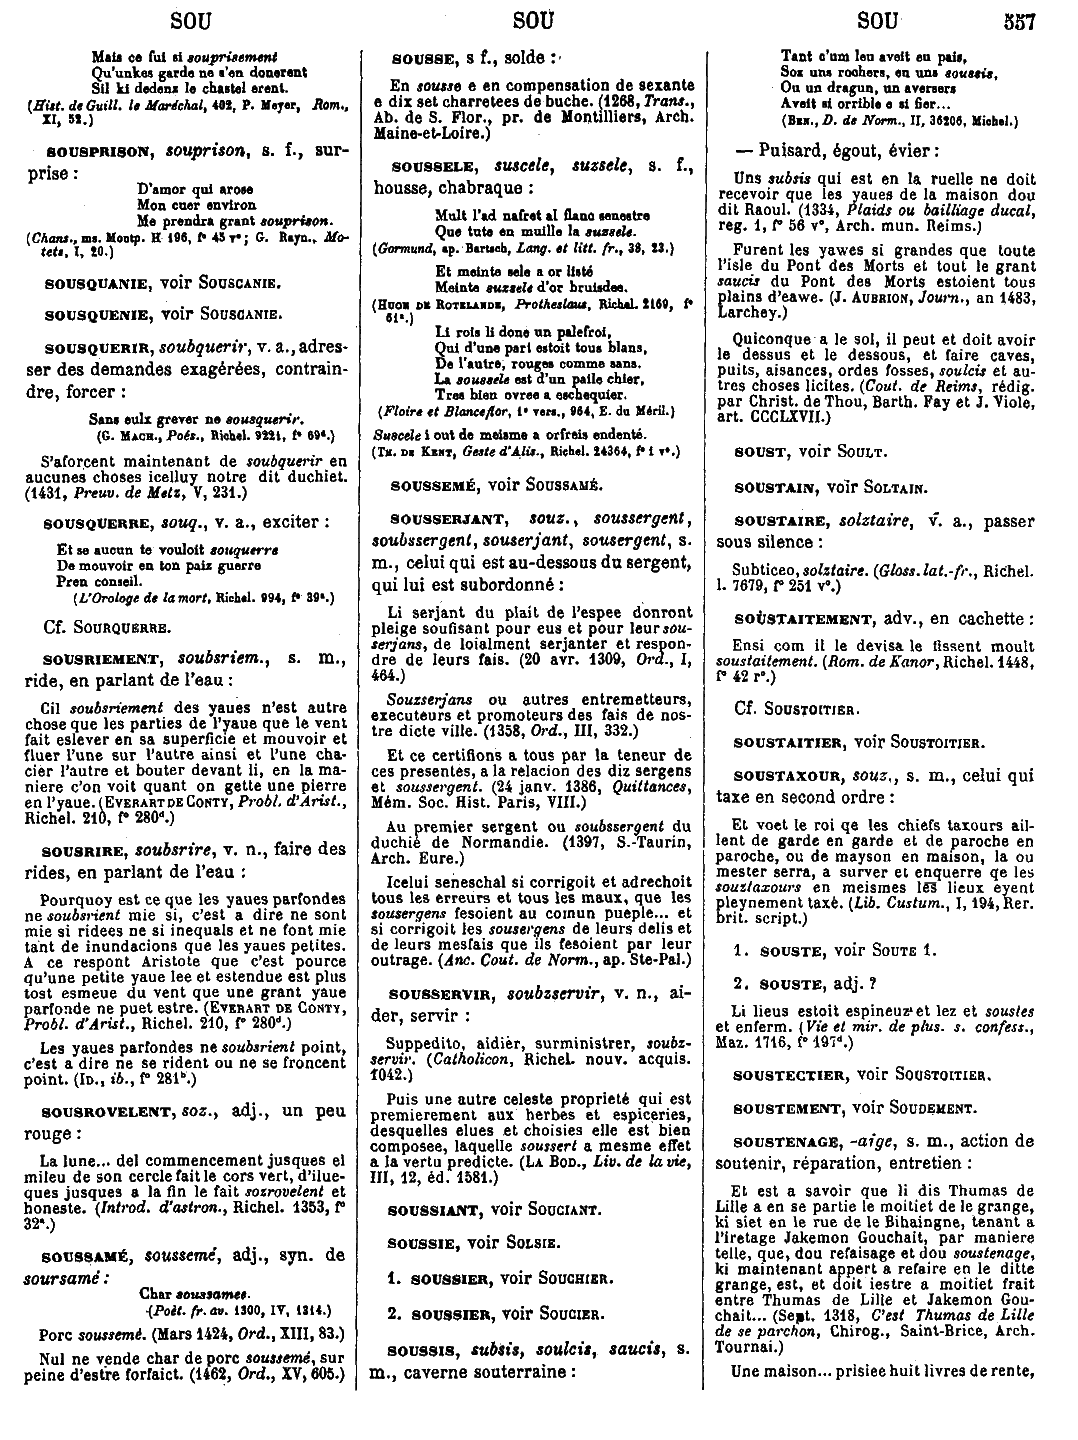 SOU
SOU
SOU
557
Mais ce fui si souprisement
Qu'unkes garde ne s'en donerent
Sil ki dedenz le chastel erent.
(Hist. de Guill. le Maréchal, 402, P. Meyer, Rom.,
XI, 52.)
SOUSPRISON, souprison, s. f., sur-
prise :
D'amor qui arose
Mon cuer environ
Me prendra grant souprison.
(Chans., ms. Montp. H 196, f° 45 v°; G. Rayn., Mo-
tets, I, 20.)
SOUSQUANIE, voir SOUSCANIE.
SOUSQUENIE, voir SOUSCANIE.
SOUSQUERIR, soubquerir, v. a., adres-
ser des demandes exagérées, contrain-
dre, forcer :
Sans eulx grever ne sousquerir.
(G. MACH., Poés., Richel. 9221, f° 69d.)
S'aforcent maintenant de soubquerir en
aucunes choses icelluy notre dit duchiet.
(1431, Preuv. de Metz, V, 231.)
SOUSQUERRE, souq., v. a., exciter :
Et se aucun te vouloit souquerre
De mouvoir en ton paiz guerre
Pren conseil.
(L'Orologe de la mort, Richel. 994, f° 39a.)
Cf. SOURQUERRE.
SOUSRIEMENT, soubsriem., s. m.,
ride, en parlant de l'eau :
Cil soubsriement des yaues n'est autre
chose que les parties de l'yaue que le vent
fait eslever en sa superficie et mouvoir et
fluer l'une sur l'autre ainsi et l'une cha-
cier l'autre et bouter devant li, en la ma-
niere c'on voit quant on gette une pierre
en l'yaue. (EVERART DE CONTY, Probl. d'Arist.,
Richel. 210, f° 280d.)
SOUSRIRE, soubsrire, v. n., faire des
rides, en parlant de l'eau :
Pourquoy est ce que les yaues parfondes
ne soubsrient mie si, c'est a dire ne sont
mie si ridees ne si inequals et ne font mie
tant de inundacions que les yaues petites.
A ce respont Aristote que c'est pource
qu'une petite yaue lee et estendue est plus
tost esmeue du vent que une grant yaue
parfonde ne puet estre. (EVERART DE CONTY,
Probl. d'Arist., Richel. 210, f° 280d.)
Les yaues parfondes ne soubsrient point,
c'est a dire ne se rident ou ne se froncent
point. (ID., ib., f° 281b.)
SOUSROVELENT, soz., adj., un peu
rouge :
La lune... del commencement jusques el
mileu de son cercle fait le cors vert, d'ilue-
ques jusques a la fin le fait sozrovelent et
honeste. (Introd. d'astron., Richel. 1353, f°
32a.)
SOUSSAMÉ, soussemé, adj., syn. de
soursamé :
Char soussamee.
(Poët. fr. av. 1300, IV, 1314.)
Porc soussemé. (Mars 1424, Ord., XIII, 83.)
Nul ne vende char de porc soussemé, sur
peine d'estre forfaict. (1462, Ord., XV, 605.)
SOUSSE, s f., solde :
En sousse e en compensation de sexante
e dix set charretees de buche. (1268, Trans.,
Ab. de S. Flor., pr. de Montilliers, Arch.
Maine-et-Loire.)
SOUSSELE, suscele, suzsele, s. f.,
housse, chabraque :
Mult l'ad nafret al flanc senestre
Que tute en muille la suzsele.
(Gormund, ap. Bartsch, Lang. et litt. fr., 38, 23.)
Et meinte sele a or listé
Meinte suzsele d'or bruisdee.
(HUON DE ROTELANDE, Protheslaus, Richel. 2169, f°
61a.)
Li rois li done un palefroi,
Qui d'une part estoit tous blans,
De l'autre, rouges comme sans.
La soussele est d'un paile chier,
Tres bien ovree a eschequier.
(Floire et Blanceflor, 1e vers., 964, E. du Méril.)
Suscele i out de meisme a orfreis endenté.
(TH. DE KENT, Geste d'Alis., Richel. 24364, f° 1 v°.)
SOUSSEMÉ, voir SOUSSAMÉ.
SOUSSERJANT, souz., soussergent,
soubssergent, souserjant, sousergent, s.
m., celui qui est au-dessous du sergent,
qui lui est subordonné :
Li serjant du plait de l'espee donront
pleige soufisant pour eus et pour leur sou-
serjans, de loialment serjanter et respon-
dre de leurs fais. (20 avr. 1309, Ord., I,
464.)
Souzserjans ou autres entremetteurs,
executeurs et promoteurs des fais de nos-
tre dicte ville. (1358, Ord., III, 332.)
Et ce certifions a tous par la teneur de
ces presentes, a la relacion des diz sergens
et soussergent. (24 janv. 1386, Quittances,
Mém. Soc. Hist. Paris, VIII.)
Au premier sergent ou soubssergent du
duchié de Normandie. (1397, S.-Taurin,
Arch. Eure.)
Icelui seneschal si corrigoit et adrechoit
tous les erreurs et tous les maux, que les
sousergens fesoient au comun pueple... et
si corrigoit les sousergens de leurs delis et
de leurs mesfais que ils fesoient par leur
outrage. (Anc. Cout. de Norm., ap. Ste-Pal.)
SOUSSERVIR, soubzservir, v. n., ai-
der, servir :
Suppedito, aidier, surministrer, soubz-
servir. (Catholicon, Richel. nouv. acquis.
1042.)
Puis une autre celeste proprieté qui est
premierement aux herbes et espiceries,
desquelles elues et choisies elle est bien
composee, laquelle soussert a mesme effet
a la vertu predicte. (LA BOD., Liv. de la vie,
III, 12, éd. 1581.)
SOUSSIANT, voir SOUCIANT.
SOUSSIE, voir SOLSIE.
1. SOUSSIER, voir SOUCHIER.
2. SOUSSIER, voir SOUCIER.
SOUSSIS, subsis, soulcis, saucis, s.
m., caverne souterraine :
Tant c'um leu aveit eu païs,
Soz uns rochers, en uns soussis,
Ou un dragun, un aversers
Aveit si orrible e si fier...
(BEN., D. de Norm., II, 36206, Michel.)
— Puisard, égout, évier :
Uns subsis qui est en la ruelle ne doit
recevoir que les yaues de la maison dou
dit Raoul. (1334, Plaids ou bailliage ducal,
reg. 1, f° 56 v°, Arch. mun. Reims.)
Furent les yawes si grandes que toute
l'isle du Pont des Morts et tout le grant
saucis du Pont des Morts estoient tous
plains d'eawe. (J. AUBRION, Journ., an 1483,
Larchey.)
Quiconque a le sol, il peut et doit avoir
le dessus et le dessous, et faire caves,
puits, aisances, ordes fosses, soulcis et au-
tres choses licites. (Cout. de Reims, rédig.
par Christ. de Thou, Barth. Fay et J. Viole,
art. CCCLXVII.)
SOUST, voir SOULT.
SOUSTAIN, voir SOLTAIN.
SOUSTAIRE, solztaire, v. a., passer
sous silence :
Subticeo, solztaire. (Gloss. lat.-fr., Richel.
l. 7679, f° 251 v°.)
SOUSTAITEMENT, adv., en cachette :
Ensi com il le devisa le fissent moult
soustaitement. (Rom. de Kanor, Richel. 1448,
f° 42 r°.)
Cf. SOUSTOITIER.
SOUSTAITIER, voir SOUSTOITIER.
SOUSTAXOUR, souz., s. m., celui qui
taxe en second ordre :
Et voet le roi qe les chiefs taxours ail-
lent de garde en garde et de paroche en
paroche, ou de mayson en maison, la ou
mester serra, a surver et enquerre qe les
souztaxours en meismes les lieux eyent
pleynement taxé. (Lib. Custum., I, 194, Rer.
brit. script.)
1. SOUSTE, voir SOUTE 1.
2. SOUSTE, adj. ?
Li lieus estoit espineuz et lez et soustes
et enferm. (Vie et mir. de plus. s. confess.,
Maz. 1716, f° 197d.)
SOUSTECTIER, voir SOUSTOITIER.
SOUSTEMENT, voir SOUDEMENT.
SOUSTENAGE, -aige, s. m., action de
soutenir, réparation, entretien :
Et est a savoir que li dis Thumas de
Lille a en se partie le moitiet de le grange,
ki siet en le rue de le Bihaingne, tenant a
l'iretage Jakemon Gouchait, par maniere
telle, que, dou refaisage et dou soustenage,
ki maintenant appert a refaire en le ditte
grange, est, et doit iestre a moitiet frait
entre Thumas de Lille et Jakemon Gou-
chait... (Sept. 1318, C'est Thumas de Lille
de se parchon, Chirog., Saint-Brice, Arch.
Tournai.)
Une maison... prisiee huit livres de rente,